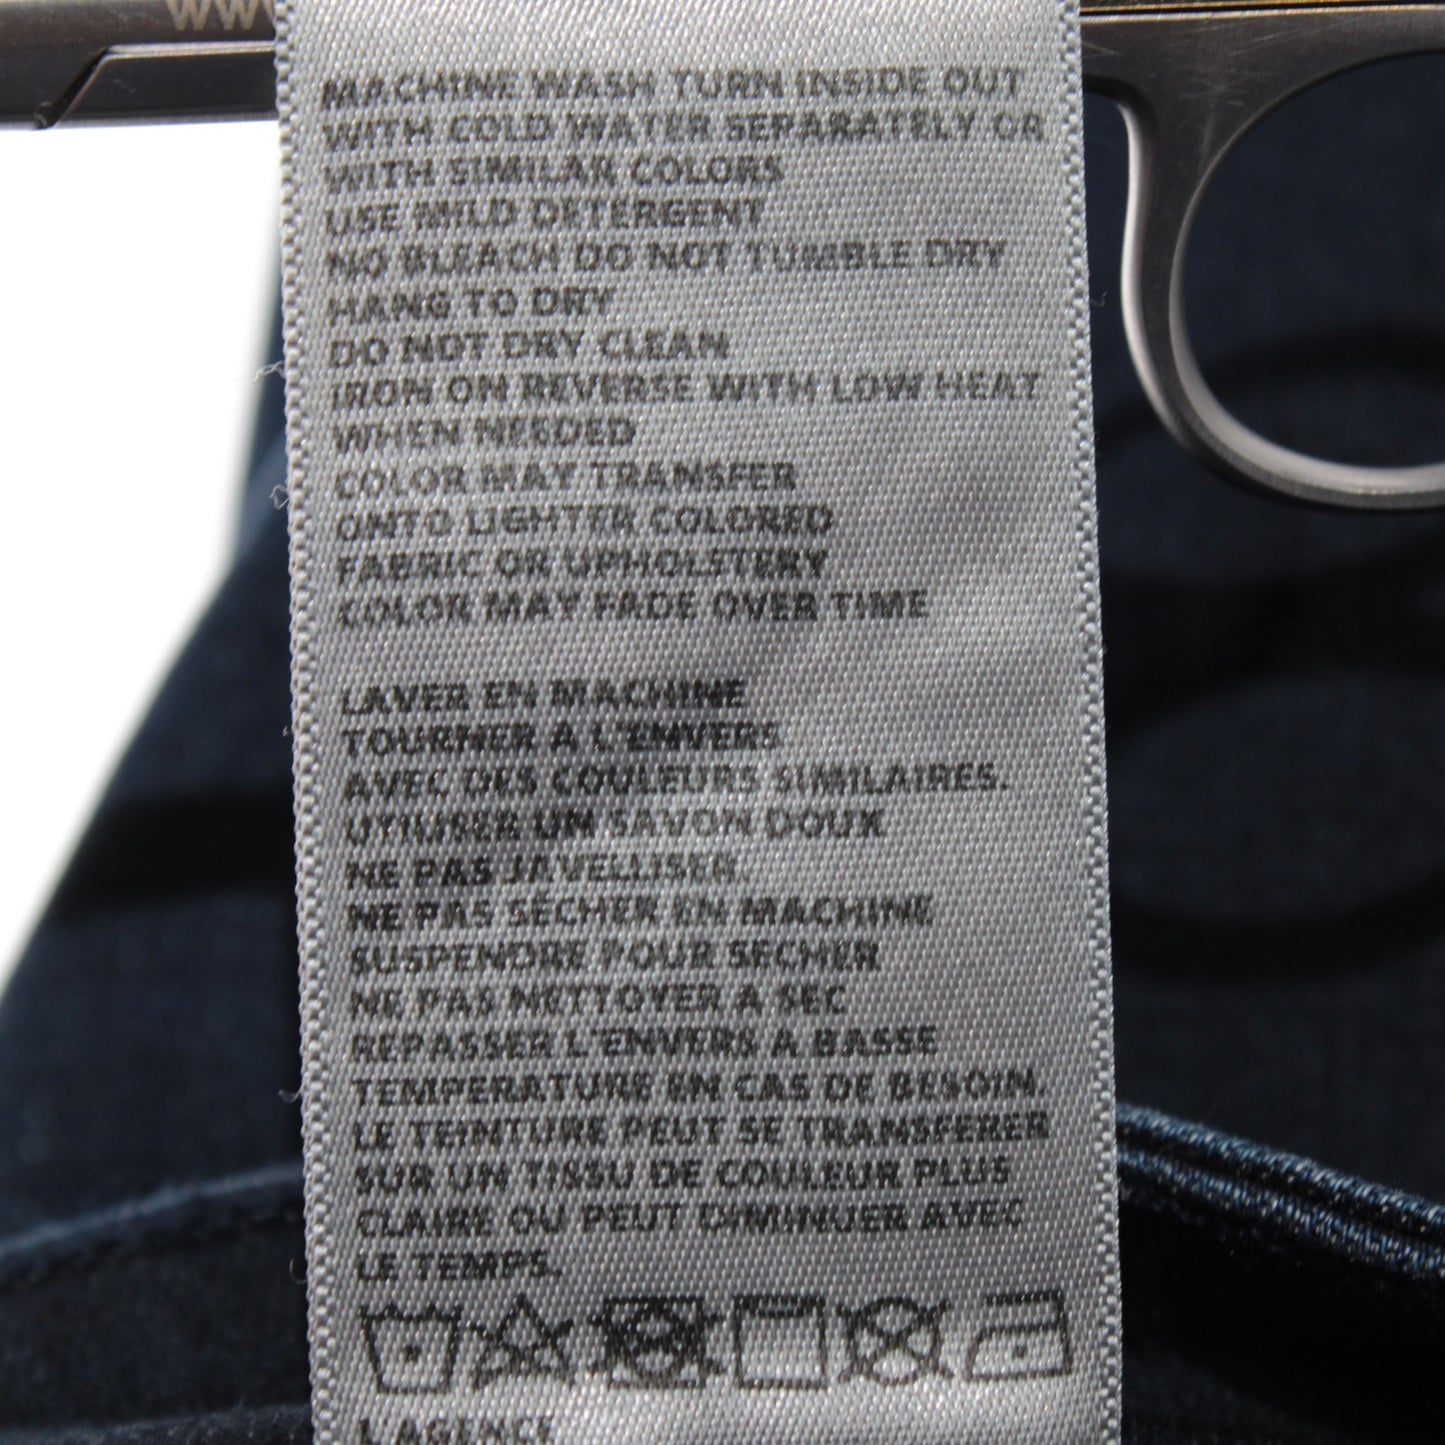 WW
MACHINE WASH TURN INSIDE OUT
WITH COLD WATER SEPARATELY OR
WITH SIMILAR COLORS
USE MILD DETERGENT
NO BLEACH DO NOT TUMBLE DRY
HANG TO DRY
DO NOT DRY CLEAN
IRON ON REVERSE WITH LOW HEAT
WHEN NEEDED
COLOR MAY TRANSFER
ONTO LIGHTER COLORED
FABRIC OR UPHOLSTERY
COLOR MAY FADE OVER TIME
LAVER EN MACHINE
TOURNER A L'ENVERS
AVEC DES COULEURS SIMILAIRES.
UTILISER UN SAVON DOUX
NE PAS JAVELLISER.
NE PAS SECHER EN MACHINE
SUSPENDRE POUR SECHER
NE PAS NETTOYER A SEC
REPASSER L'ENVERS A BASSE
TEMPERATURE EN CAS DE BESOIN
LE TEINTURE PEUT SE TRANSFERER
SUR UN TISSU DE COULEUR PLUS
CLAIRE OU PEUT DIMINUER AVEC
LE TEMPS.
L'AGENCE